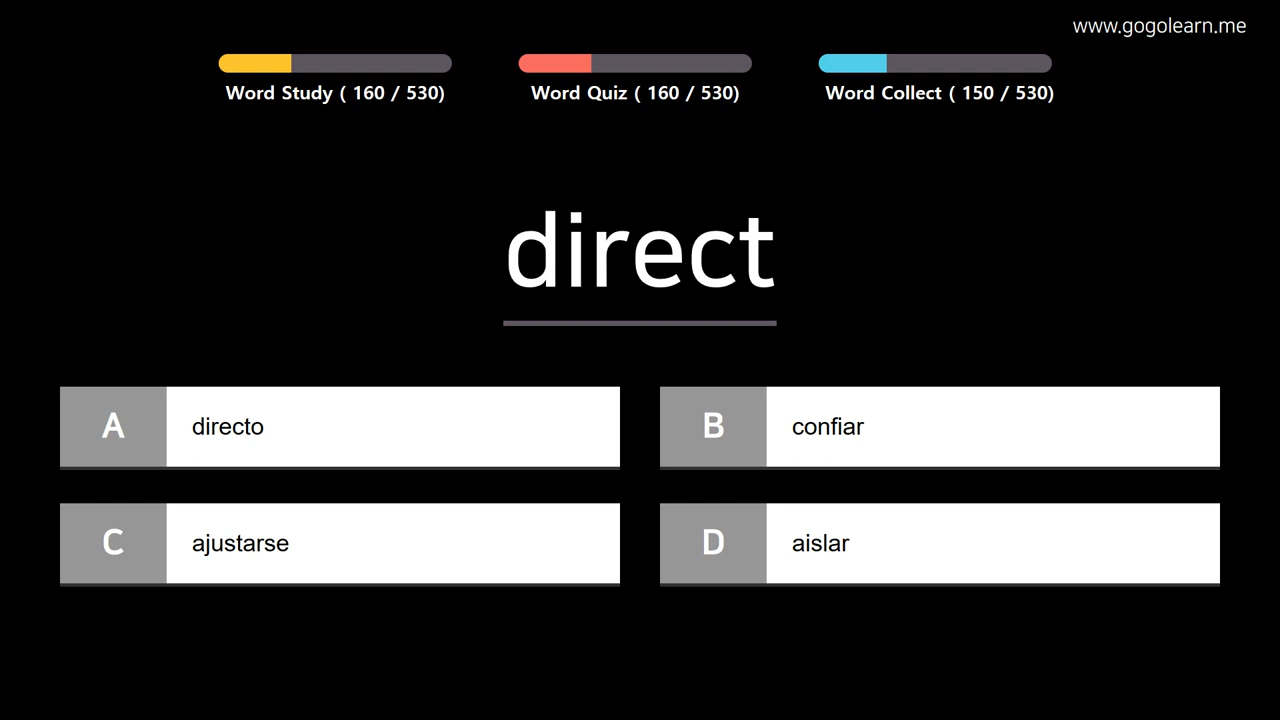 www.gogolearn.me
Word Study ( 160 / 530)
Word Quiz ( 160 / 530)
Word Collect ( 150 / 530)
direct
A directo
B confiar
C ajustarse
D aislar